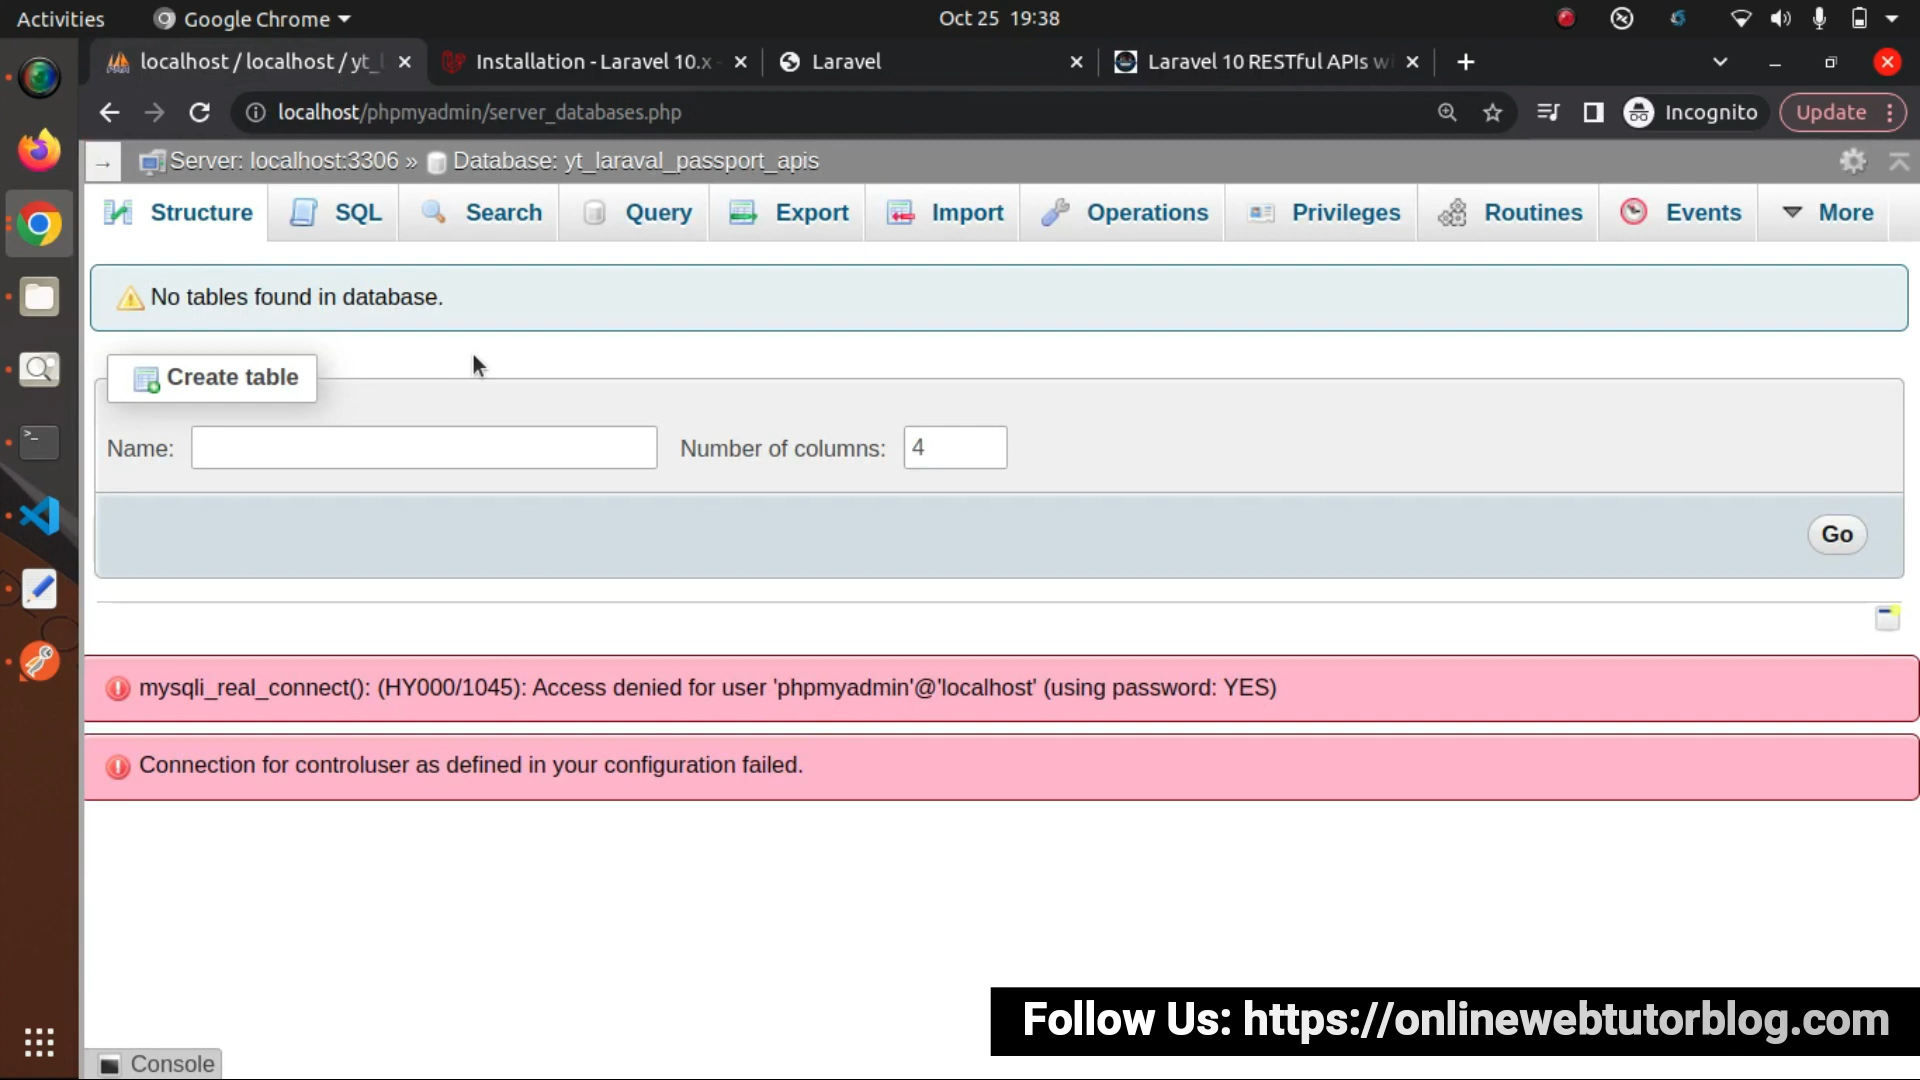 Activities Google Chrome Oct 25 19:38
localhost / localhost / yt_l Installation - Laravel 10.x - Laravel Laravel 10 RESTful APIs wi
localhost/phpmyadmin/server_databases.php Incognito Update
Server: localhost:3306 » Database: yt_laraval_passport_apis
Structure SQL Search Query Export Import Operations Privileges Routines Events More
No tables found in database.
Create table
Name: Number of columns: 4
Go
mysqli_real_connect(): (HY000/1045): Access denied for user 'phpmyadmin'@'localhost' (using password: YES)
Connection for controluser as defined in your configuration failed.
Follow Us: https://onlinewebtutorblog.com
Console